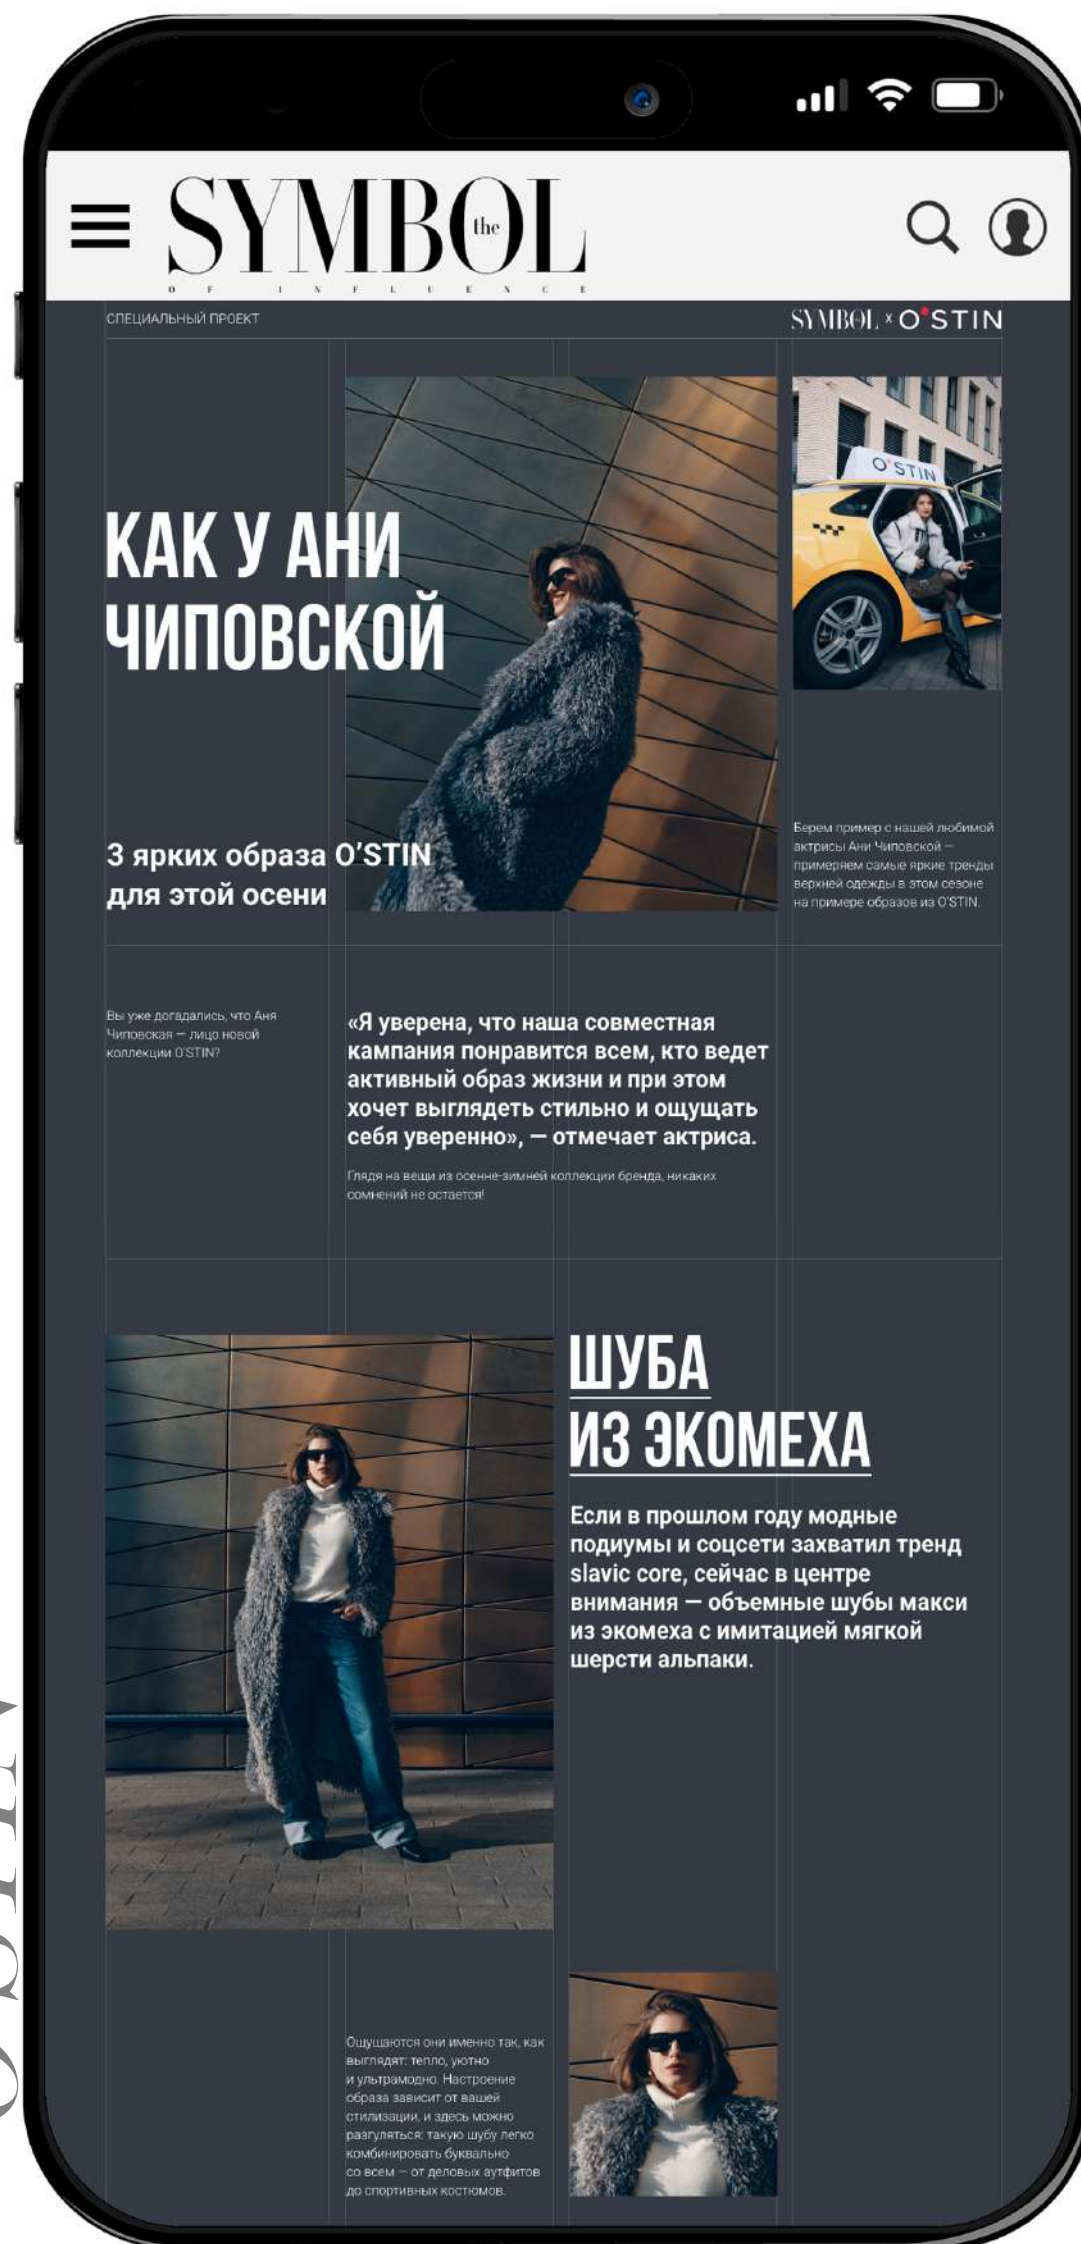 SYMBOL
the
OF INFLUENCE
СПЕЦИАЛЬНЫЙ ПРОЕКТ
SYMBOL x O'STIN
КАК У АНИ
ЧИПОВСКОЙ
O'STIN
3 ярких образа O'STIN
для этой осени
Берем пример с нашей любимой
актрисы Ани Чиповской —
примеряем самые яркие тренды
верхней одежды в этом сезоне
на примере образов из O'STIN.
Вы уже догадались, что Аня
Чиповская — лицо новой
коллекции O'STIN?
«Я уверена, что наша совместная
кампания понравится всем, кто ведет
активный образ жизни и при этом
хочет выглядеть стильно и ощущать
себя уверенно», — отмечает актриса.
Глядя на вещи из осенне-зимней коллекции бренда, никаких
сомнений не остается!
ШУБА
ИЗ ЭКОМЕХА
Если в прошлом году модные
подиумы и соцсети захватил тренд
slavic core, сейчас в центре
внимания — объемные шубы макси
из экомеха с имитацией мягкой
шерсти альпаки.
Ощущаются они именно так, как
выглядят: тепло, уютно
и ультрамодно. Настроение
образа зависит от вашей
стилизации, и здесь можно
разгуляться: такую шубу легко
комбинировать буквально
со всем — от деловых аутфитов
до спортивных костюмов.